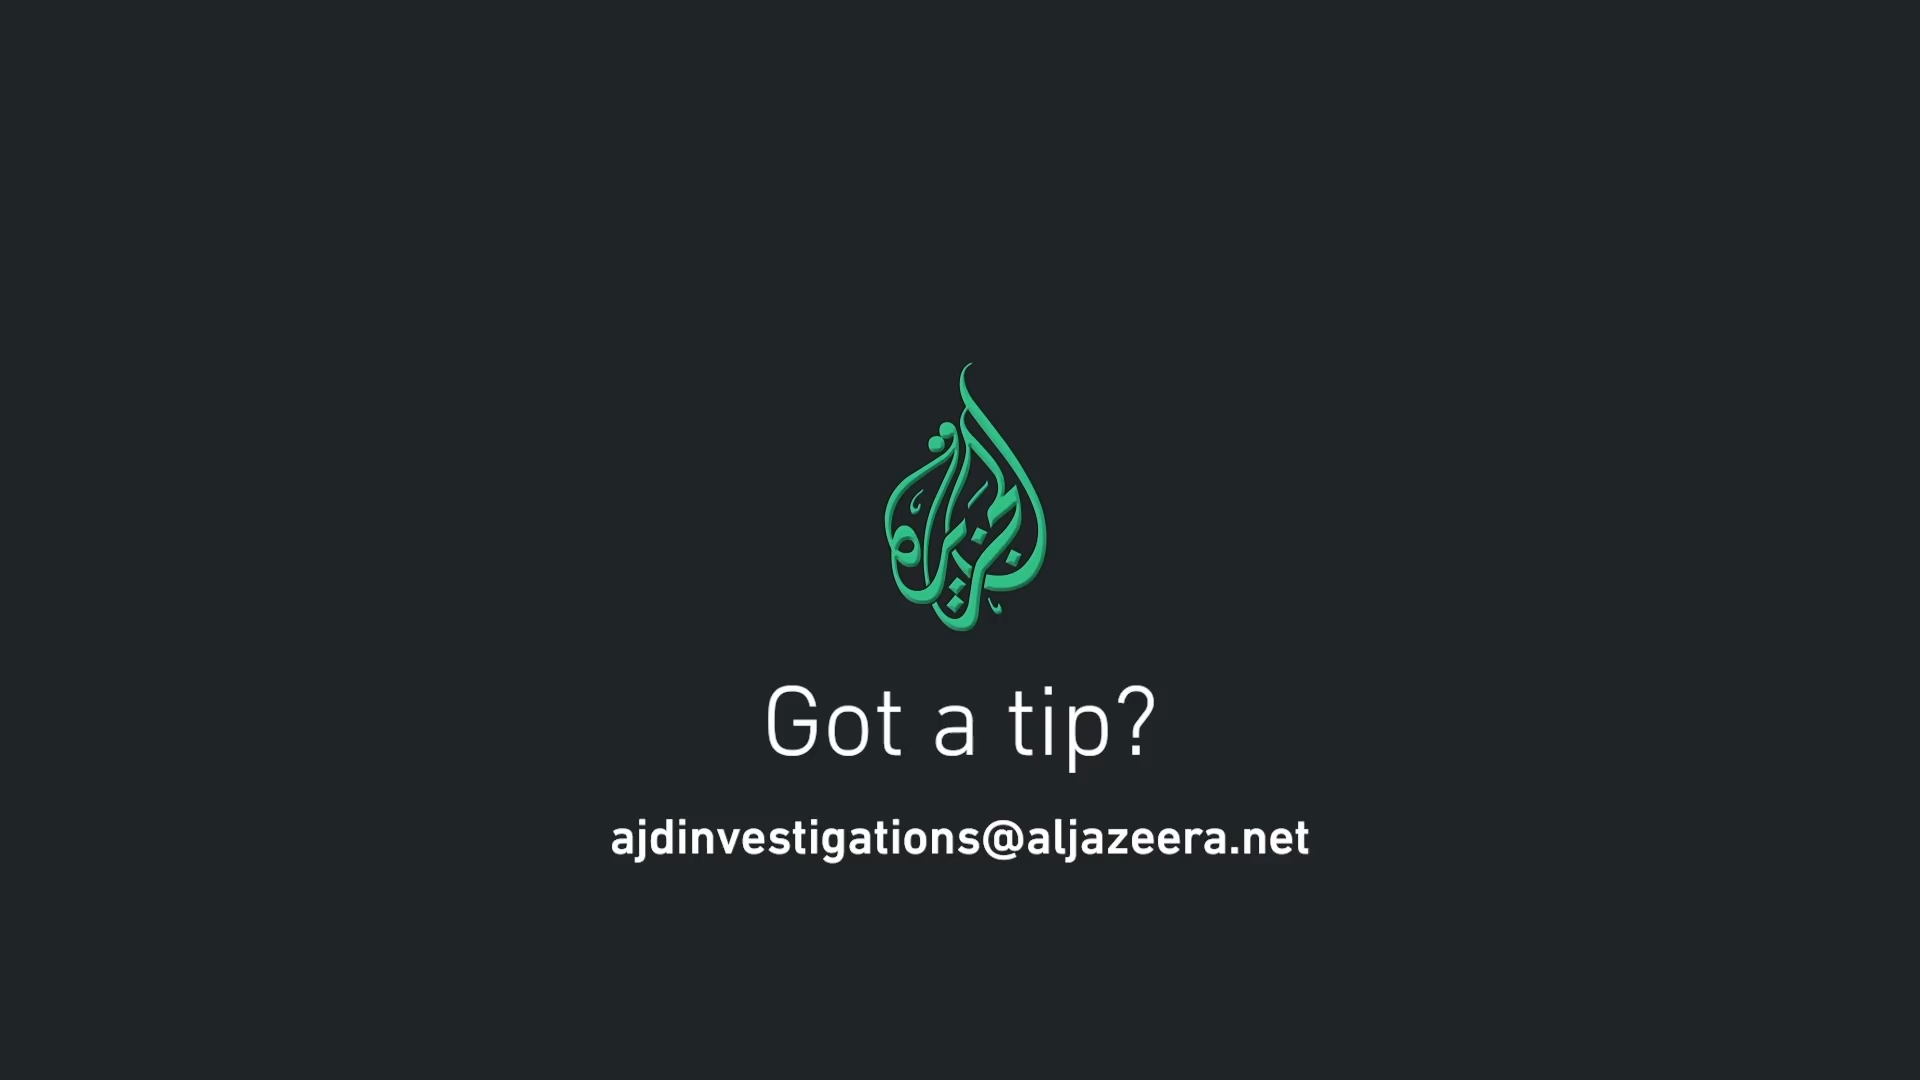 الجزيرة
Got a tip?
ajdinvestigations@aljazeera.net